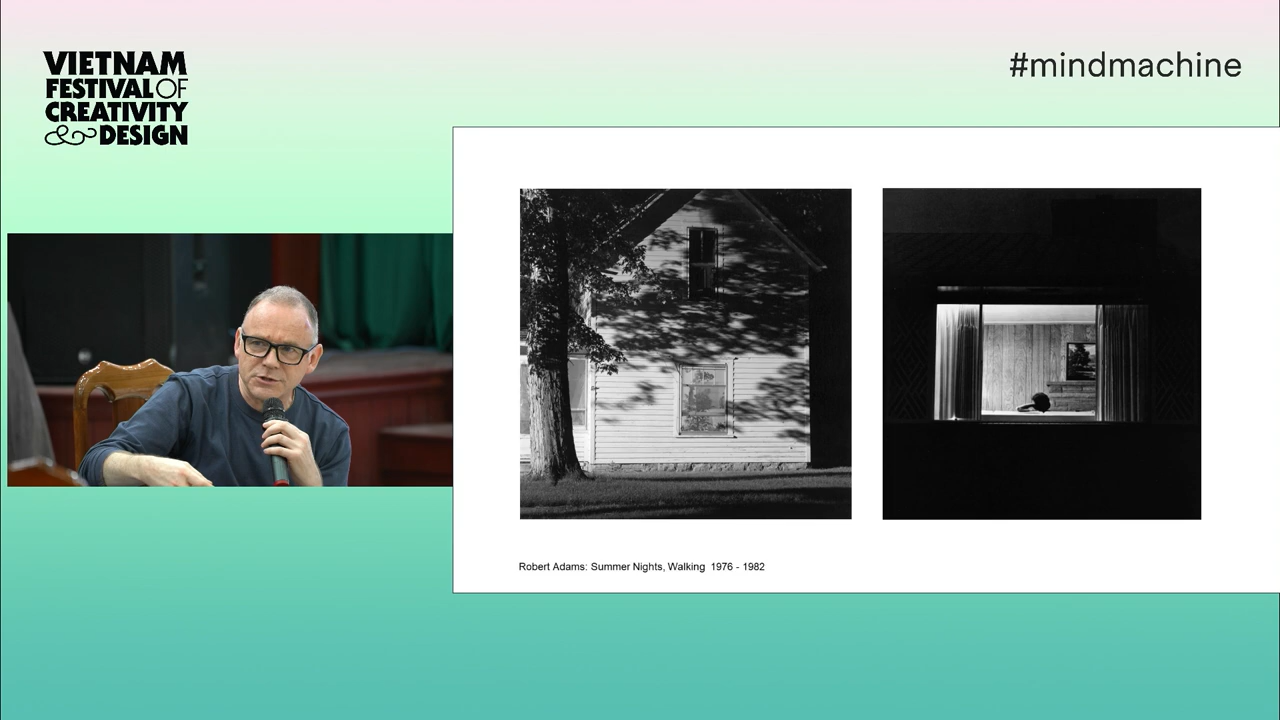 VIETNAM
FESTIVAL OF
CREATIVITY
& DESIGN
#mindmachine
Robert Adams: Summer Nights, Walking 1976 - 1982